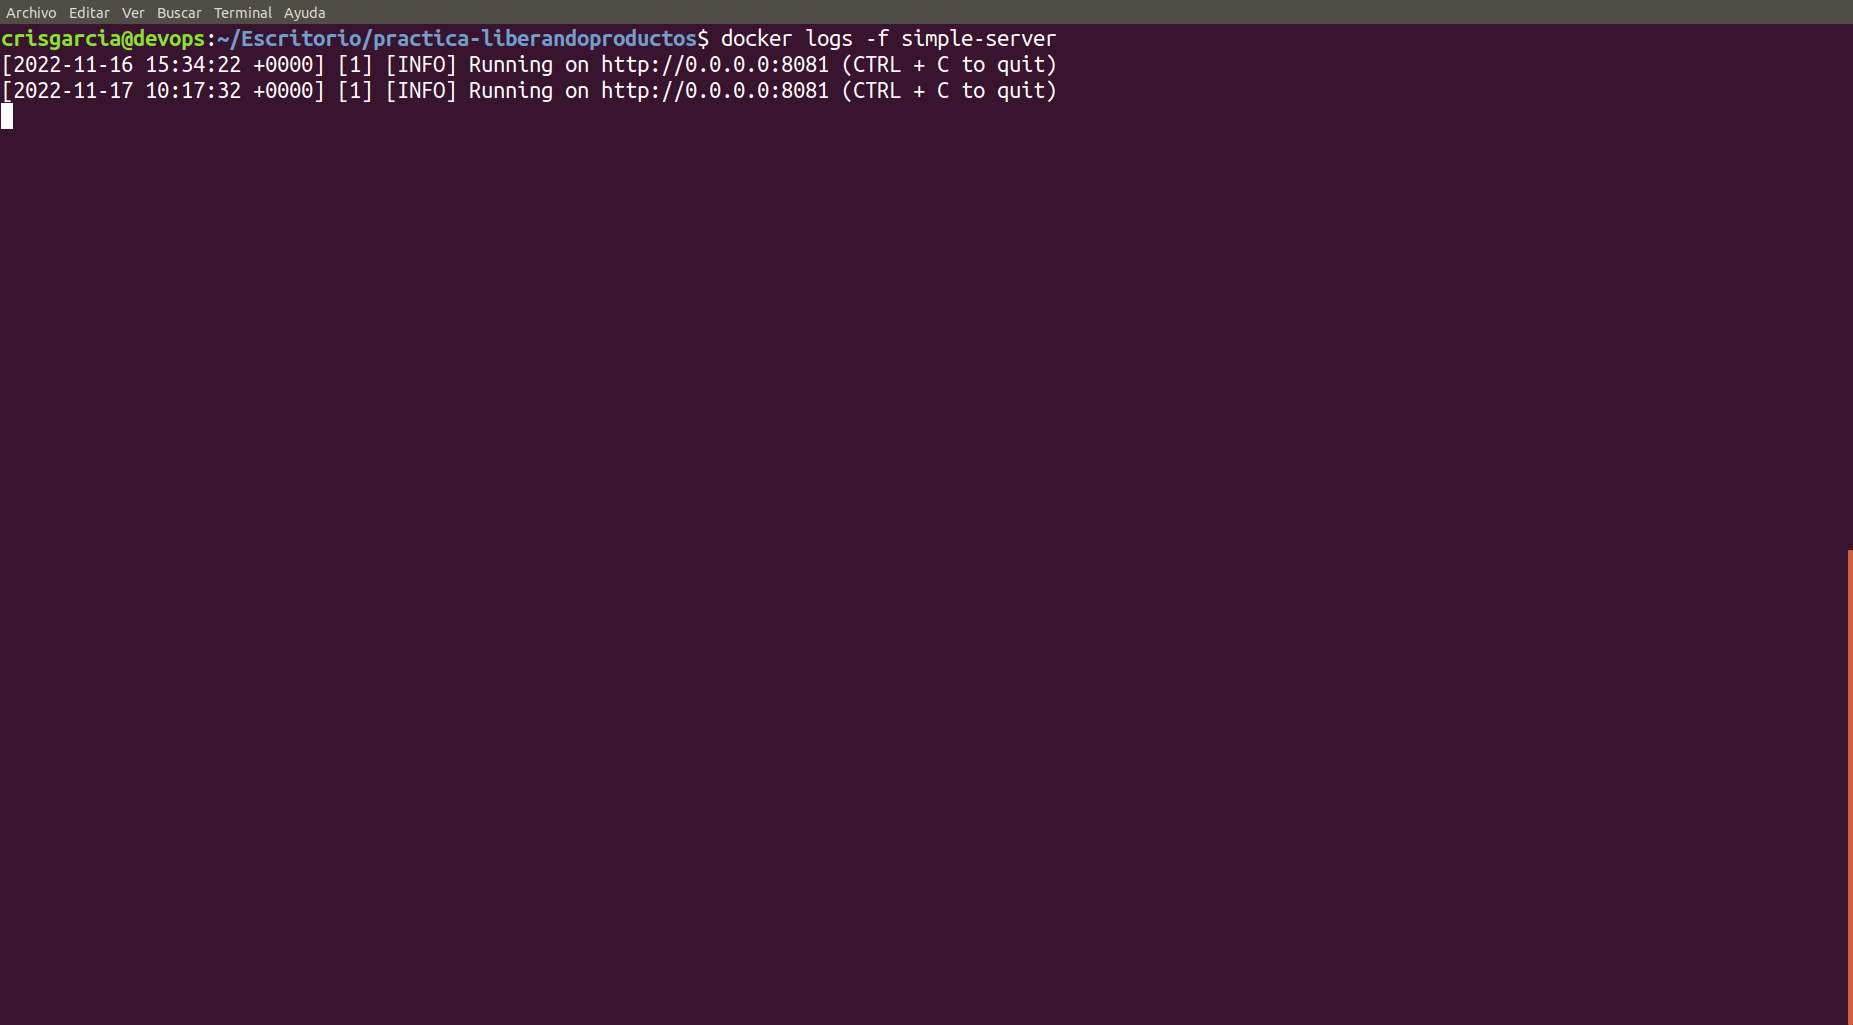 Archivo Editar Ver Buscar Terminal Ayuda
crisgarcia@devops:~/Escritorio/practica-liberandoproductos$ docker logs -f simple-server
[2022-11-16 15:34:22 +0000] [1] [INFO] Running on http://0.0.0.0:8081 (CTRL + C to quit)
[2022-11-17 10:17:32 +0000] [1] [INFO] Running on http://0.0.0.0:8081 (CTRL + C to quit)